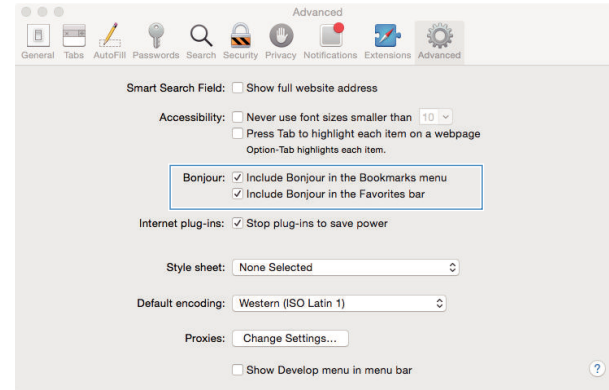 Advanced
General Tabs AutoFill Passwords Search Security Privacy Notifications Extensions Advanced
Smart Search Field: Show full website address
Accessibility: Never use font sizes smaller than 10
Press Tab to highlight each item on a webpage
Option-Tab highlights each item.
Bonjour: Include Bonjour in the Bookmarks menu
Include Bonjour in the Favorites bar
Internet plug-ins: Stop plug-ins to save power
Style sheet: None Selected
Default encoding: Western (ISO Latin 1)
Proxies: Change Settings...
Show Develop menu in menu bar
?